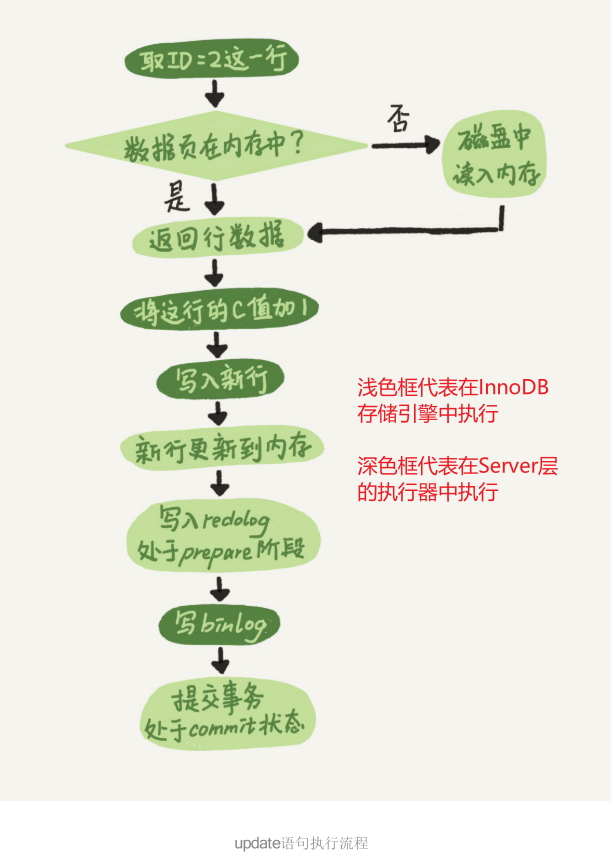 取ID=2这一行
数据页在内存中？
否
磁盘中
读入内存
是
返回行数据
将这行的C值加1
写入新行
浅色框代表在InnoDB
存储引擎中执行
新行更新到内存
深色框代表在Server层
的执行器中执行
写入redolog
处于prepare阶段
写binlog
提交事务
处于commit状态
update语句执行流程